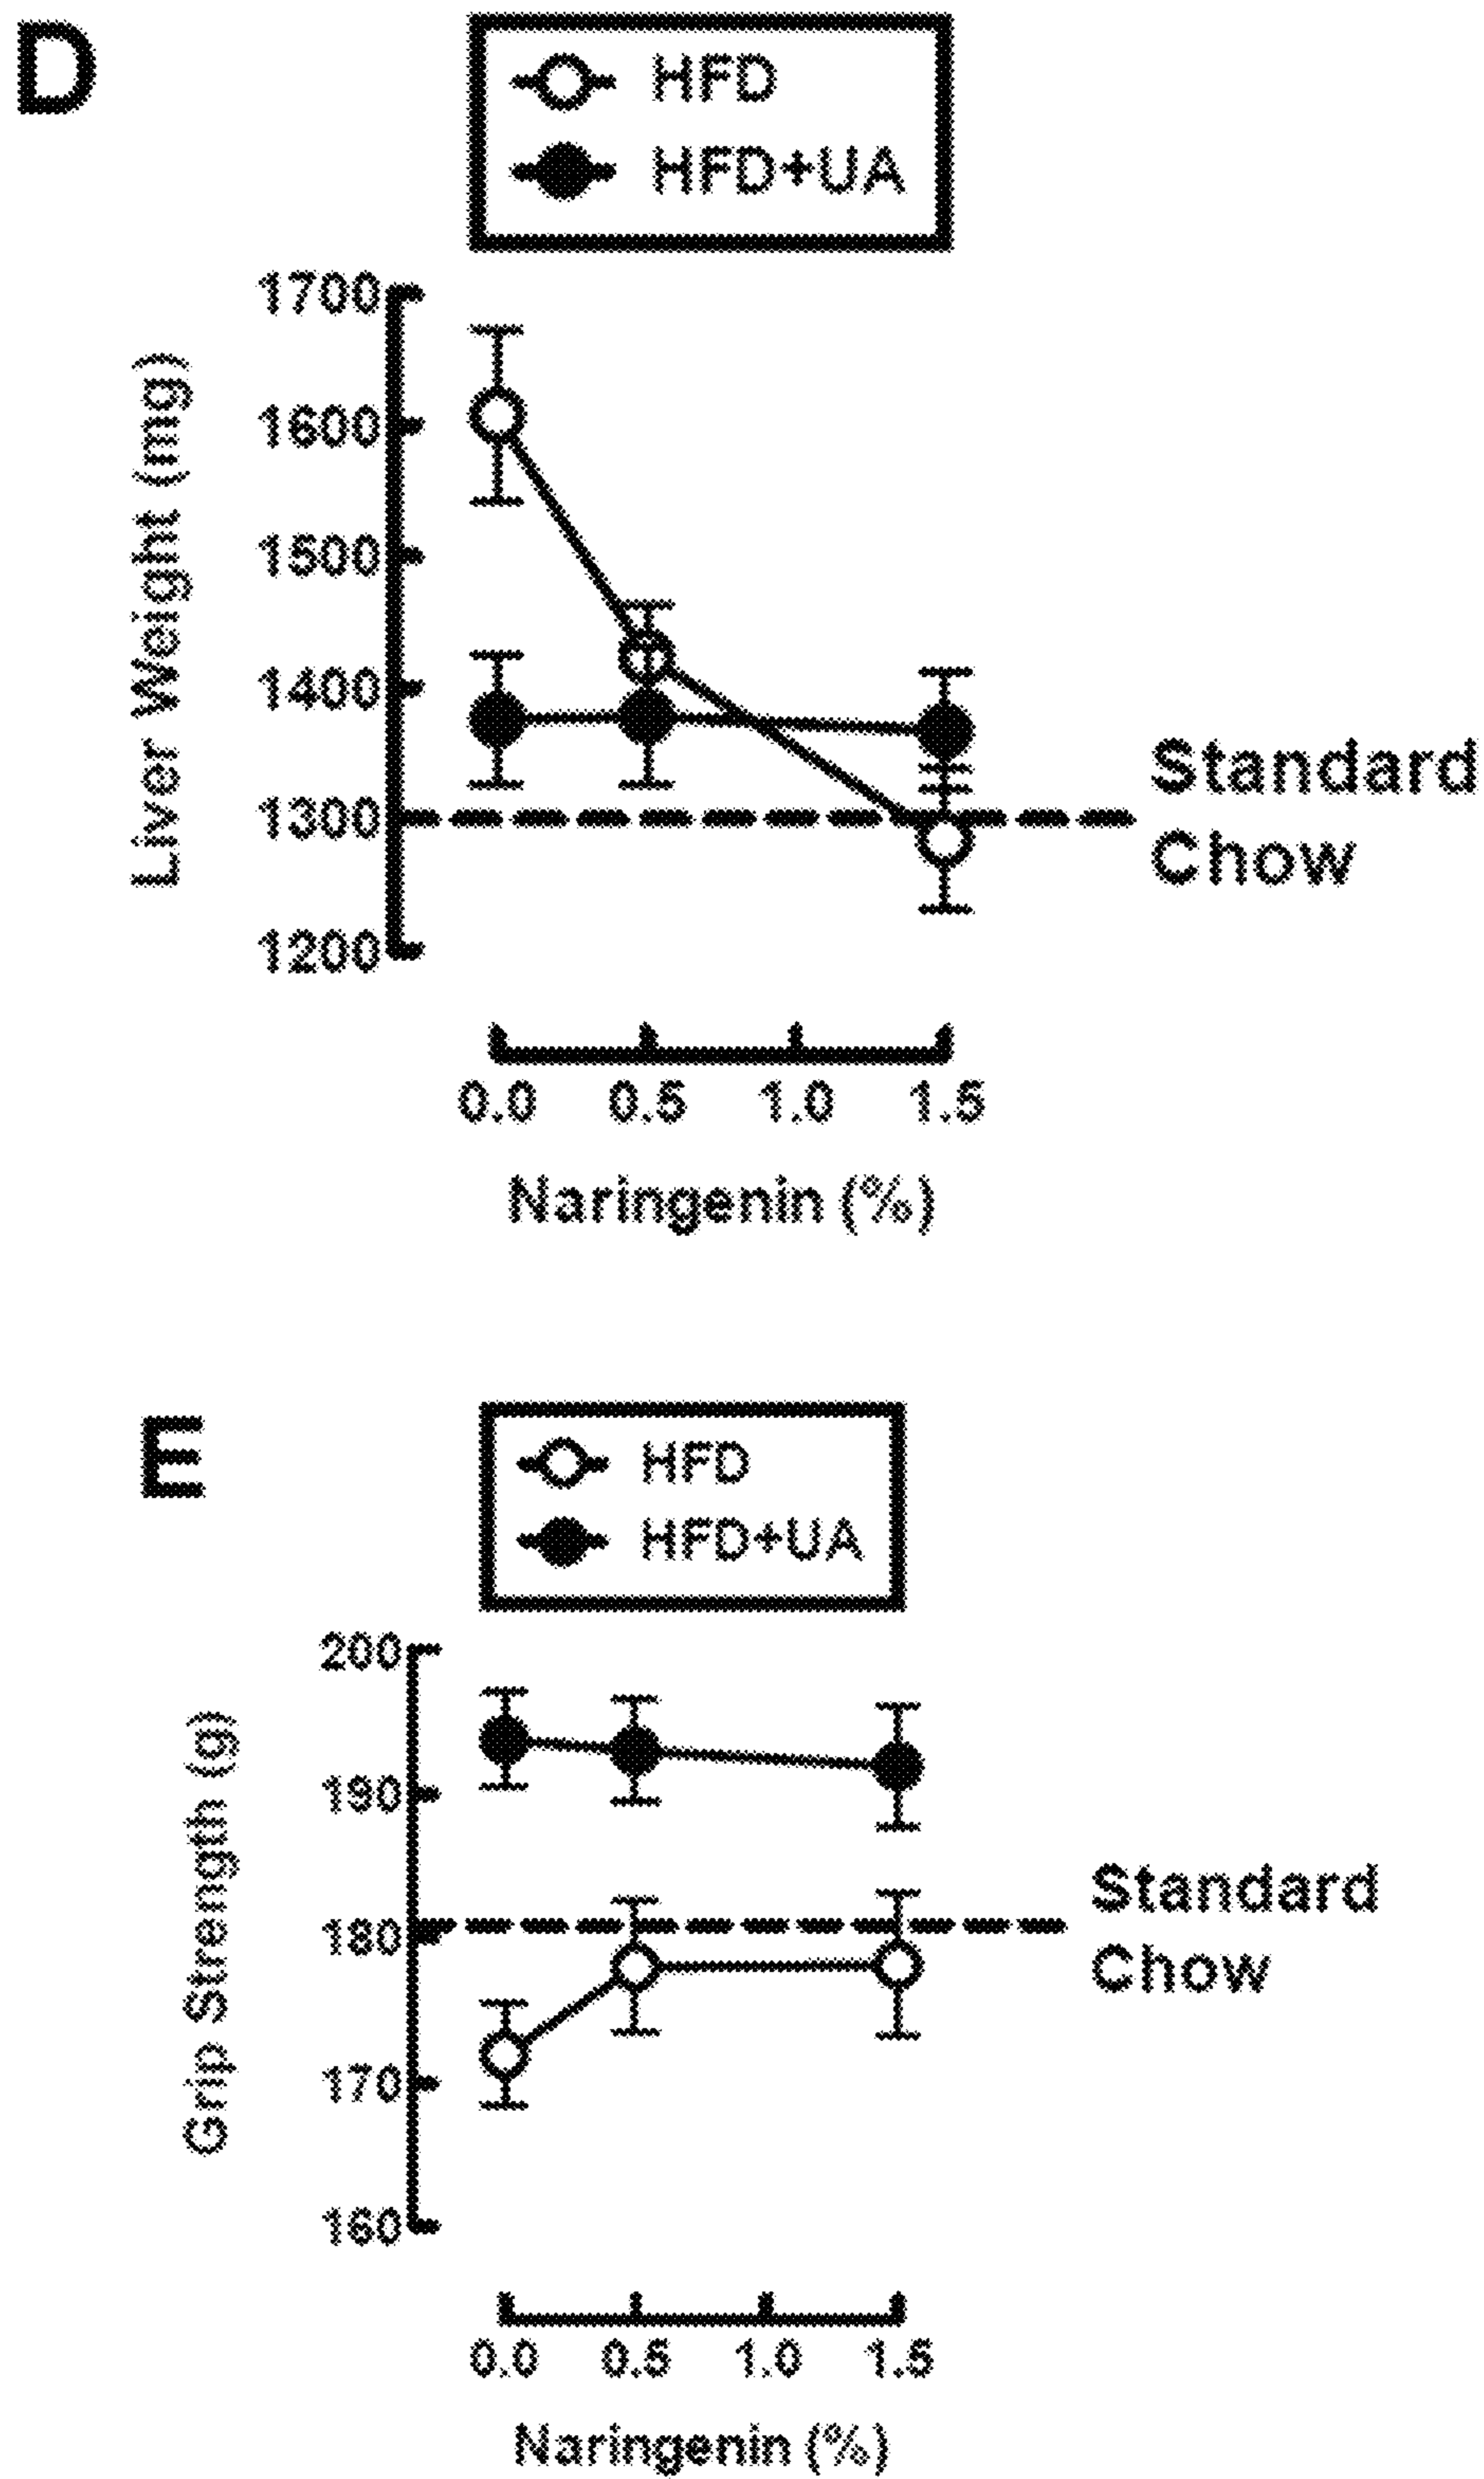 D
HFD
HFD+UA
1700
1600
1500
1400
1300
1200
Liver Weight (mg)
Standard
Chow
0.0 0.5 1.0 1.5
Naringenin (%)
E
HFD
HFD+UA
200
190
180
170
160
Grip Strength (g)
Standard
Chow
0.0 0.5 1.0 1.5
Naringenin (%)